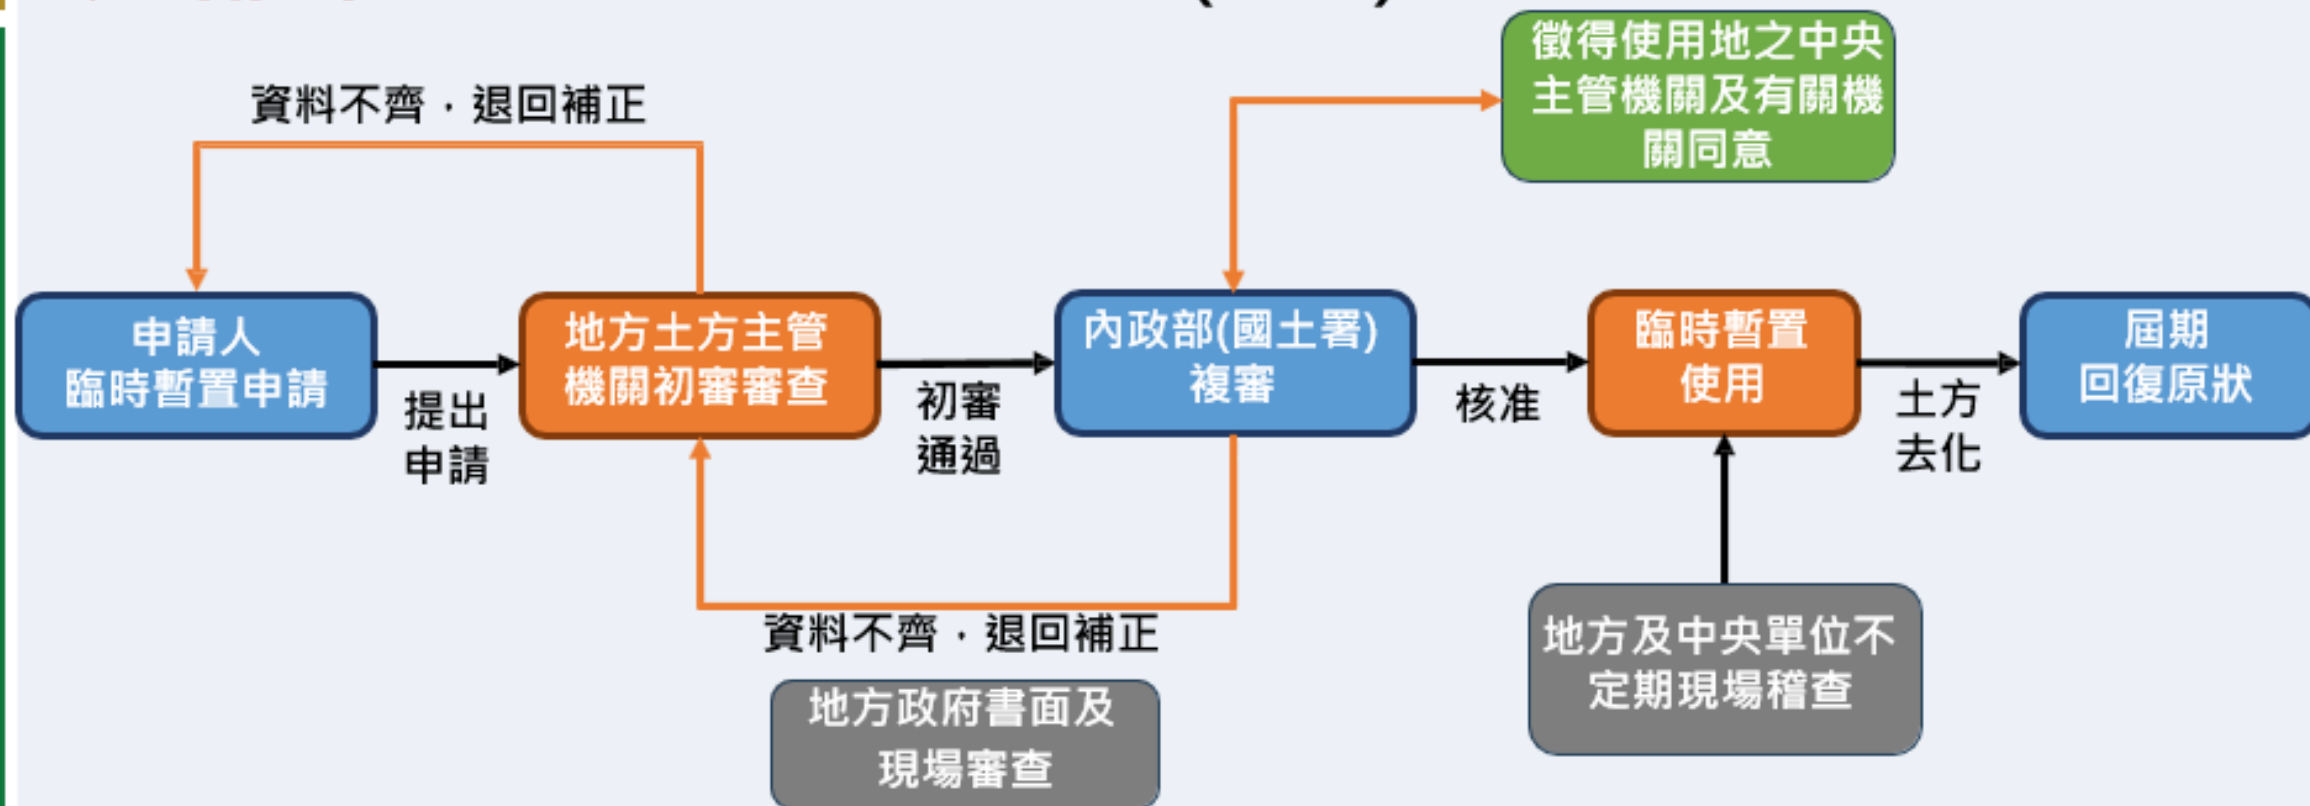 徵得使用地之中央
主管機關及有關機
關同意
資料不齊，退回補正
申請人
臨時暫置申請
提出
申請
地方土方主管
機關初審審查
初審
通過
內政部(國土署)
複審
核准
臨時暫置
使用
土方
去化
屆期
回復原狀
資料不齊，退回補正
地方政府書面及
現場審查
地方及中央單位不
定期現場稽查